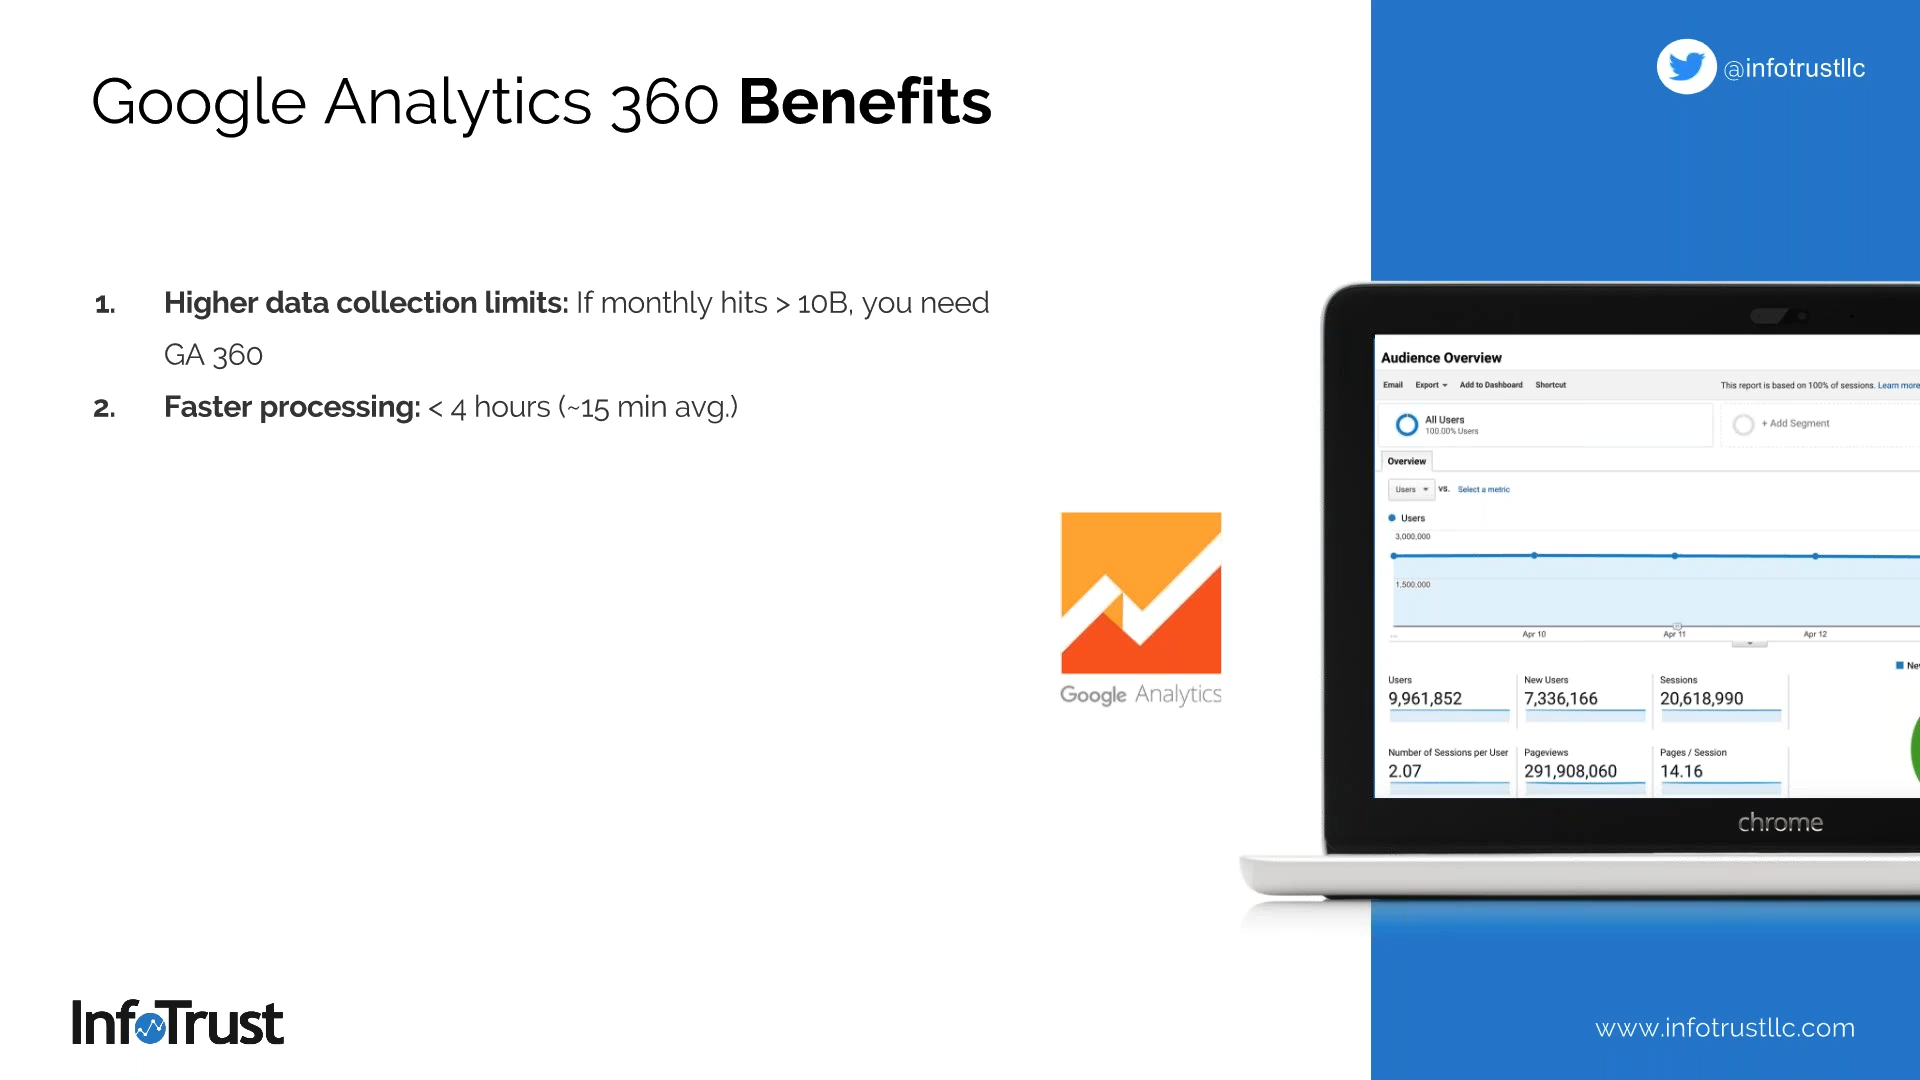 Google Analytics 360 Benefits
@infotrustllc
1. Higher data collection limits: If monthly hits > 10B, you need
GA 360
2. Faster processing: < 4 hours (~15 min avg.)
Google Analytics
Audience Overview
Email Export Add to Dashboard Shortcut
This report is based on 100% of sessions. Learn more
All Users
100.00% Users
+ Add Segment
Overview
Users VS. Select a metric
Users
3,000,000
1,500,000
... Apr 10 Apr 11 Apr 12
Users New Users Sessions
9,961,852 7,336,166 20,618,990
Number of Sessions per User Pageviews Pages / Session
2.07 291,908,060 14.16
chrome
InfoTrust
www.infotrustllc.com